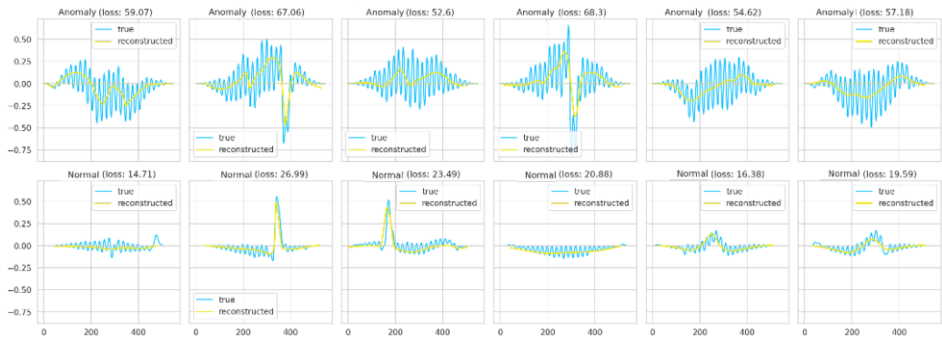 Anomaly (loss: 59.07)
Anomaly (loss: 67.06)
Anomaly (loss: 52.6)
Anomaly (loss: 68.3)
Anomaly (loss: 54.62)
Anomaly (loss: 57.18)
0.50
0.25
0.00
−0.25
−0.50
−0.75
true
reconstructed
true
reconstructed
true
reconstructed
true
reconstructed
true
reconstructed
true
reconstructed
Normal (loss: 14.71)
Normal (loss: 26.99)
Normal (loss: 23.49)
Normal (loss: 20.88)
Normal (loss: 16.38)
Normal (loss: 19.59)
0.50
0.25
0.00
−0.25
−0.50
−0.75
true
reconstructed
true
reconstructed
true
reconstructed
true
reconstructed
true
reconstructed
true
reconstructed
0 200 400
0 200 400
0 200 400
0 200 400
0 200 400
0 200 400